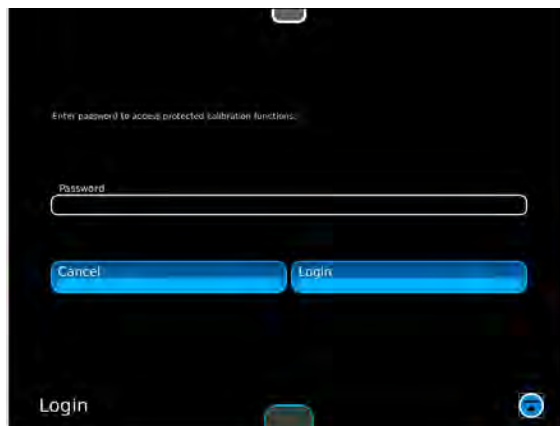 Enter password to access protected calibration functions:
Password
Cancel
Login
Login